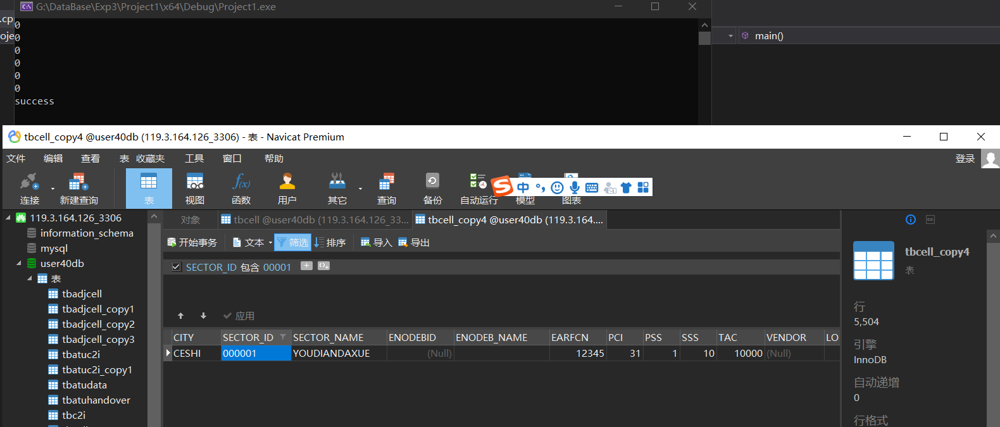 G:\DataBase\Exp3\Project1\x64\Debug\Project1.exe
.cp
oje
0
0
0
0
0
0
success
main()
tbcell_copy4 @user40db (119.3.164.126_3306) - 表 - Navicat Premium
文件 编辑 查看 表 收藏夹 工具 窗口 帮助 登录
连接 新建查询 表 视图 函数 用户 其它 查询 备份 自动运行 模型 图表
f(x)
S 中
119.3.164.126_3306
information_schema
mysql
user40db
表
tbadjcell
tbadjcell_copy1
tbadjcell_copy2
tbadjcell_copy3
tbatuc2i
tbatuc2i_copy1
tbatudata
tbatuhandover
tbc2i
对象 tbcell @user40db (119.3.164.126_33... tbcell_copy4 @user40db (119.3.164....
开始事务 文本 筛选 排序 导入 导出
SECTOR_ID 包含 00001
应用
CITY SECTOR_ID SECTOR_NAME ENODEBID ENODEB_NAME EARFCN PCI PSS SSS TAC VENDOR LO
CESHI 000001 YOUDIANDAXUE (Null) 12345 31 1 10 10000 (Null)
tbcell_copy4
表
行
5,504
引擎
InnoDB
自动递增
0
行格式